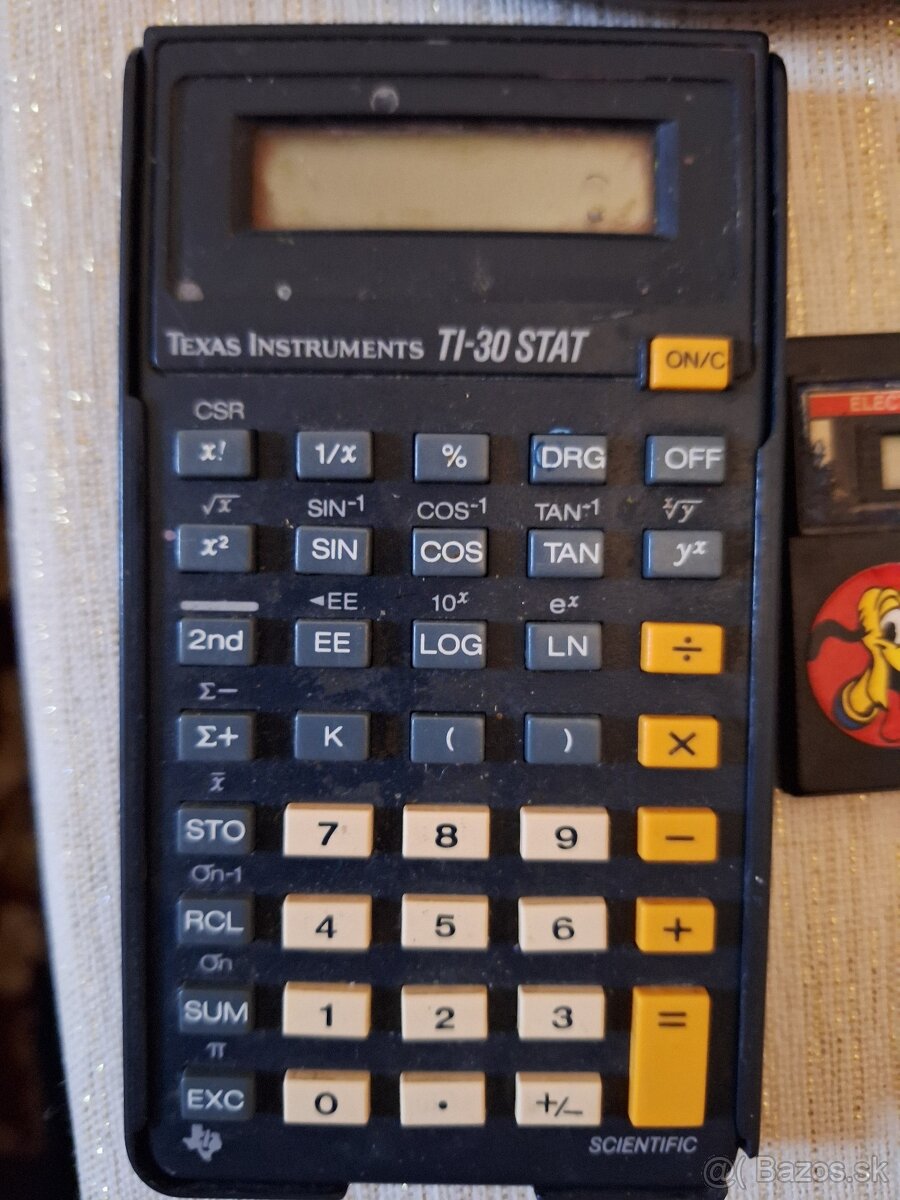 TEXAS INSTRUMENTS TI-30 STAT
ON/C
CSR
x! 1/x % DRG OFF
√x SIN⁻¹ COS⁻¹ TAN⁻¹ ˣ√y
x² SIN COS TAN yˣ
◄EE 10ˣ eˣ
2nd EE LOG LN ÷
Σ−
Σ+ K ( ) ×
x̄
STO 7 8 9 −
σn-1
RCL 4 5 6 +
σn
SUM 1 2 3 =
π
EXC 0 . +/−
SCIENTIFIC
ELEC
@( Bazos.sk